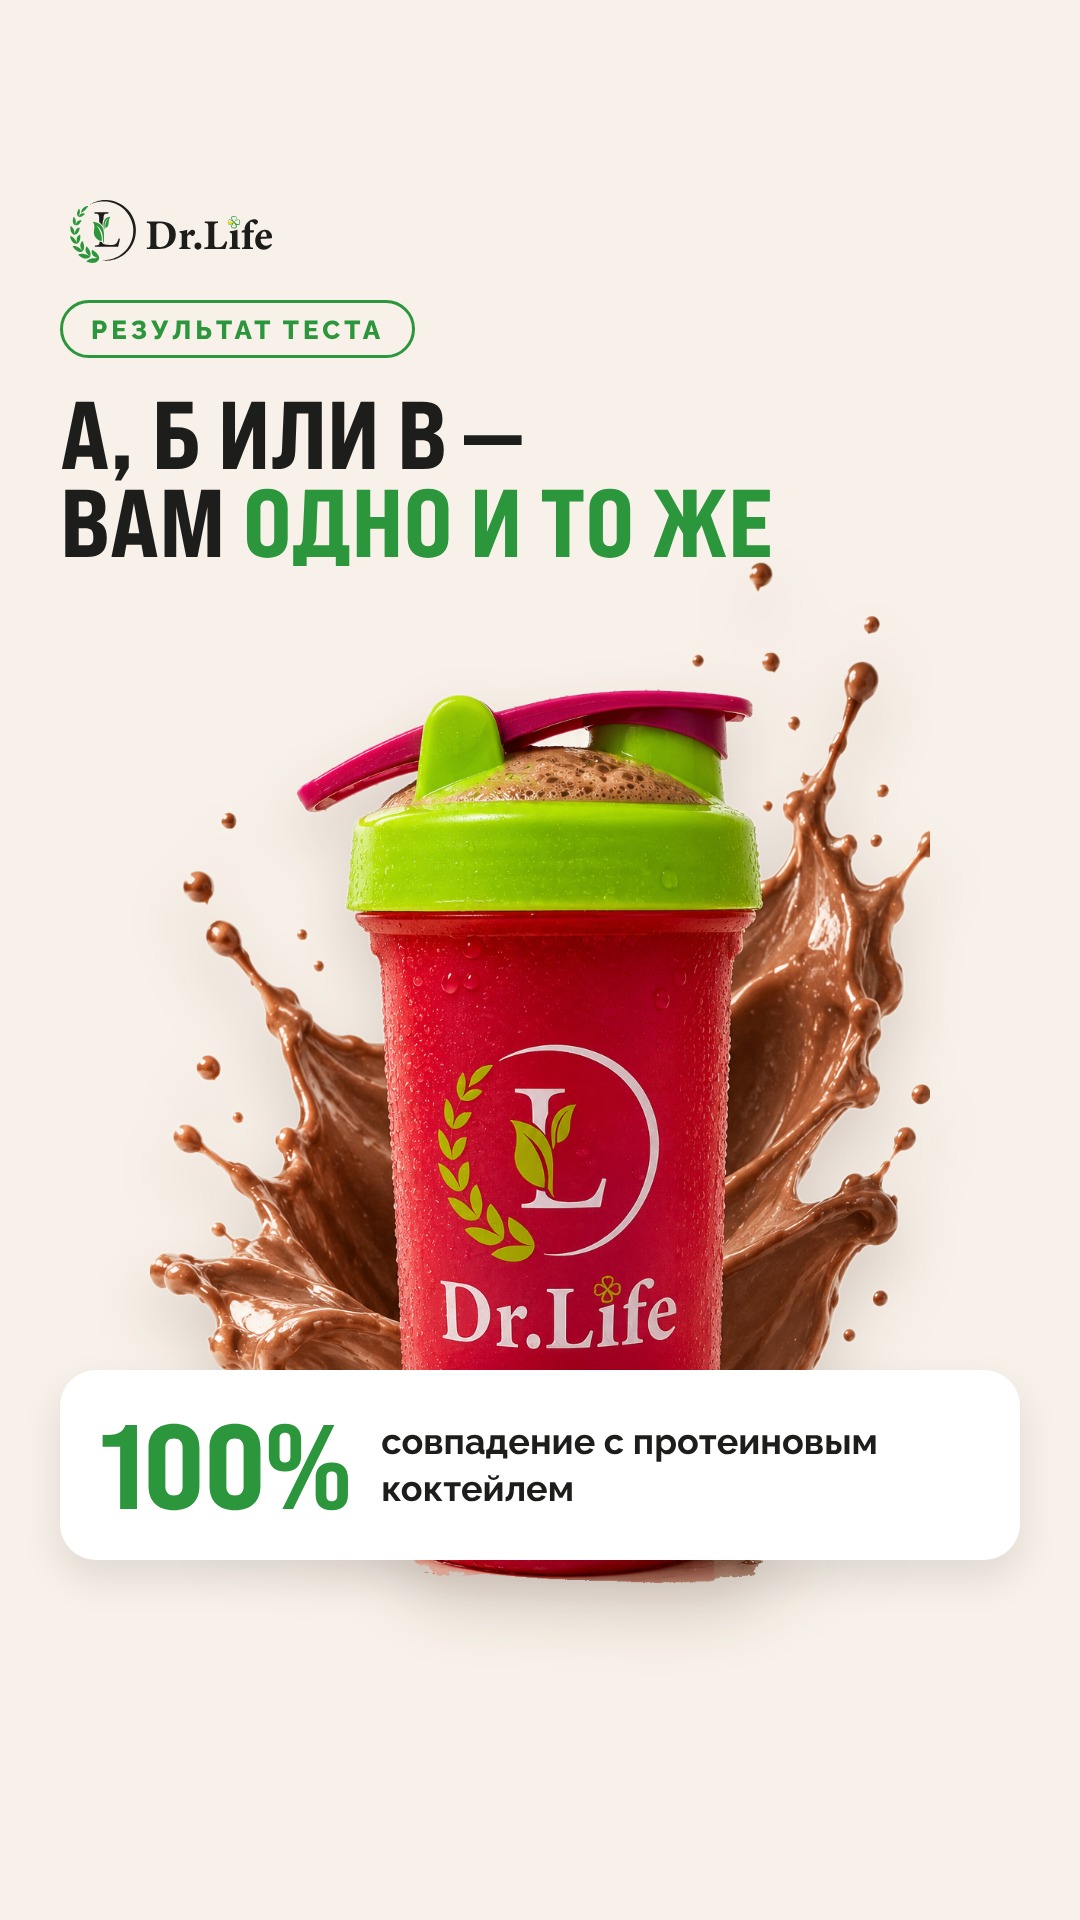 Dr.Life
РЕЗУЛЬТАТ ТЕСТА
А, Б ИЛИ В —
ВАМ ОДНО И ТО ЖЕ
L
Dr.Life
100% совпадение с протеиновым
коктейлем